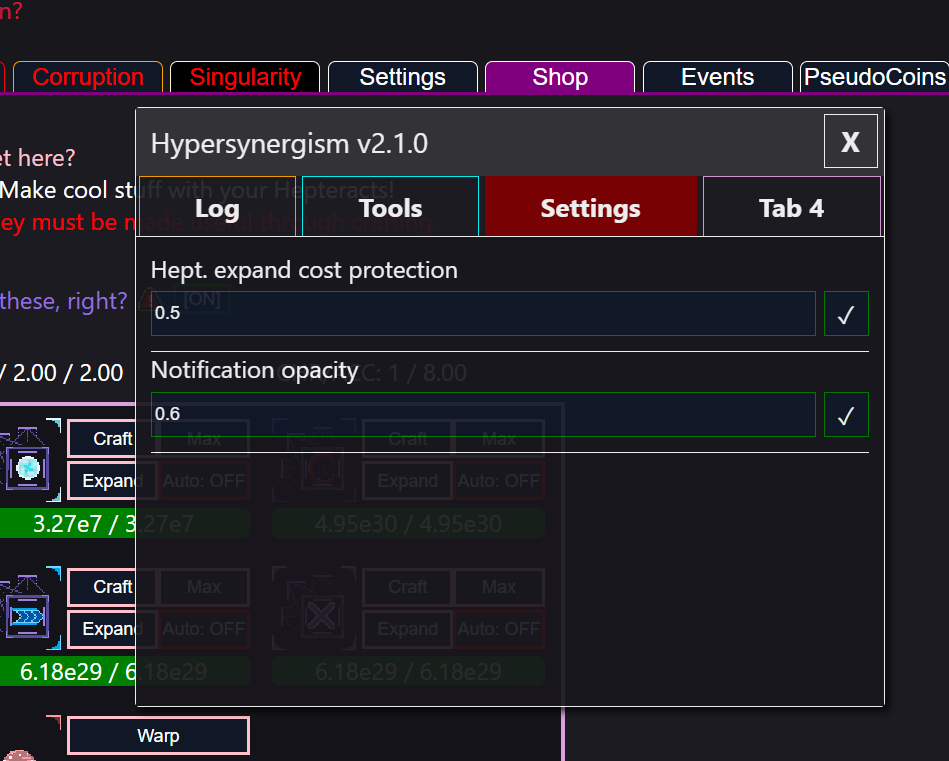 n?
Corruption Singularity Settings Shop Events PseudoCoins
Hypersynergism v2.1.0 X
et here?
Make cool stuff with your Hepteracts!
Log Tools Settings Tab 4
ey must be made useful through crafting
Hept. expand cost protection
these, right? [ON]
0.5 ✓
Notification opacity
/ 2.00 / 2.00 : 1 / 8.00
0.6 ✓
Craft Max Craft Max
Expand Auto: OFF Expand Auto: OFF
3.27e7 / 3.27e7 4.95e30 / 4.95e30
Craft Max Craft Max
Expand Auto: OFF Expand Auto: OFF
6.18e29 / 6.18e29 6.18e29 / 6.18e29
Warp